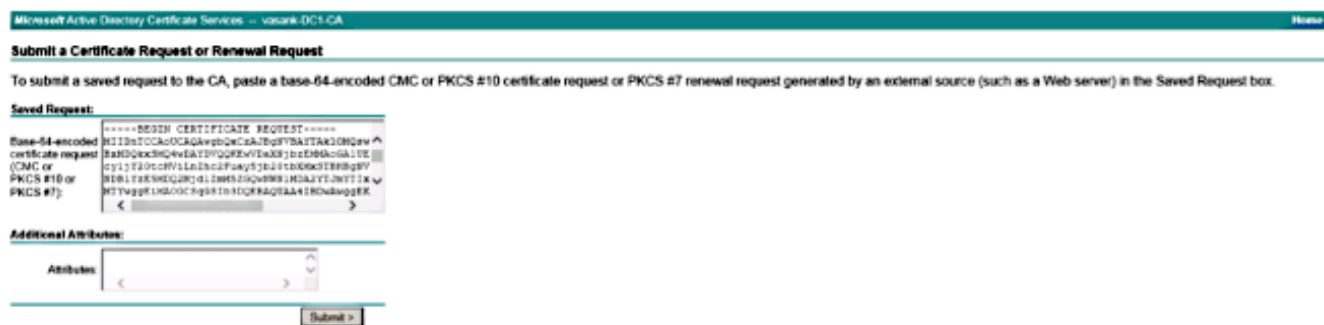 Microsoft Active Directory Certificate Services -- vasank-DC1-CA Home
Submit a Certificate Request or Renewal Request
To submit a saved request to the CA, paste a base-64-encoded CMC or PKCS #10 certificate request or PKCS #7 renewal request generated by an external source (such as a Web server) in the Saved Request box.
Saved Request:
Base-64-encoded
certificate request
(CMC or
PKCS #10 or
PKCS #7):
-----BEGIN CERTIFICATE REQUEST-----
Additional Attributes:
Attributes:
Submit >